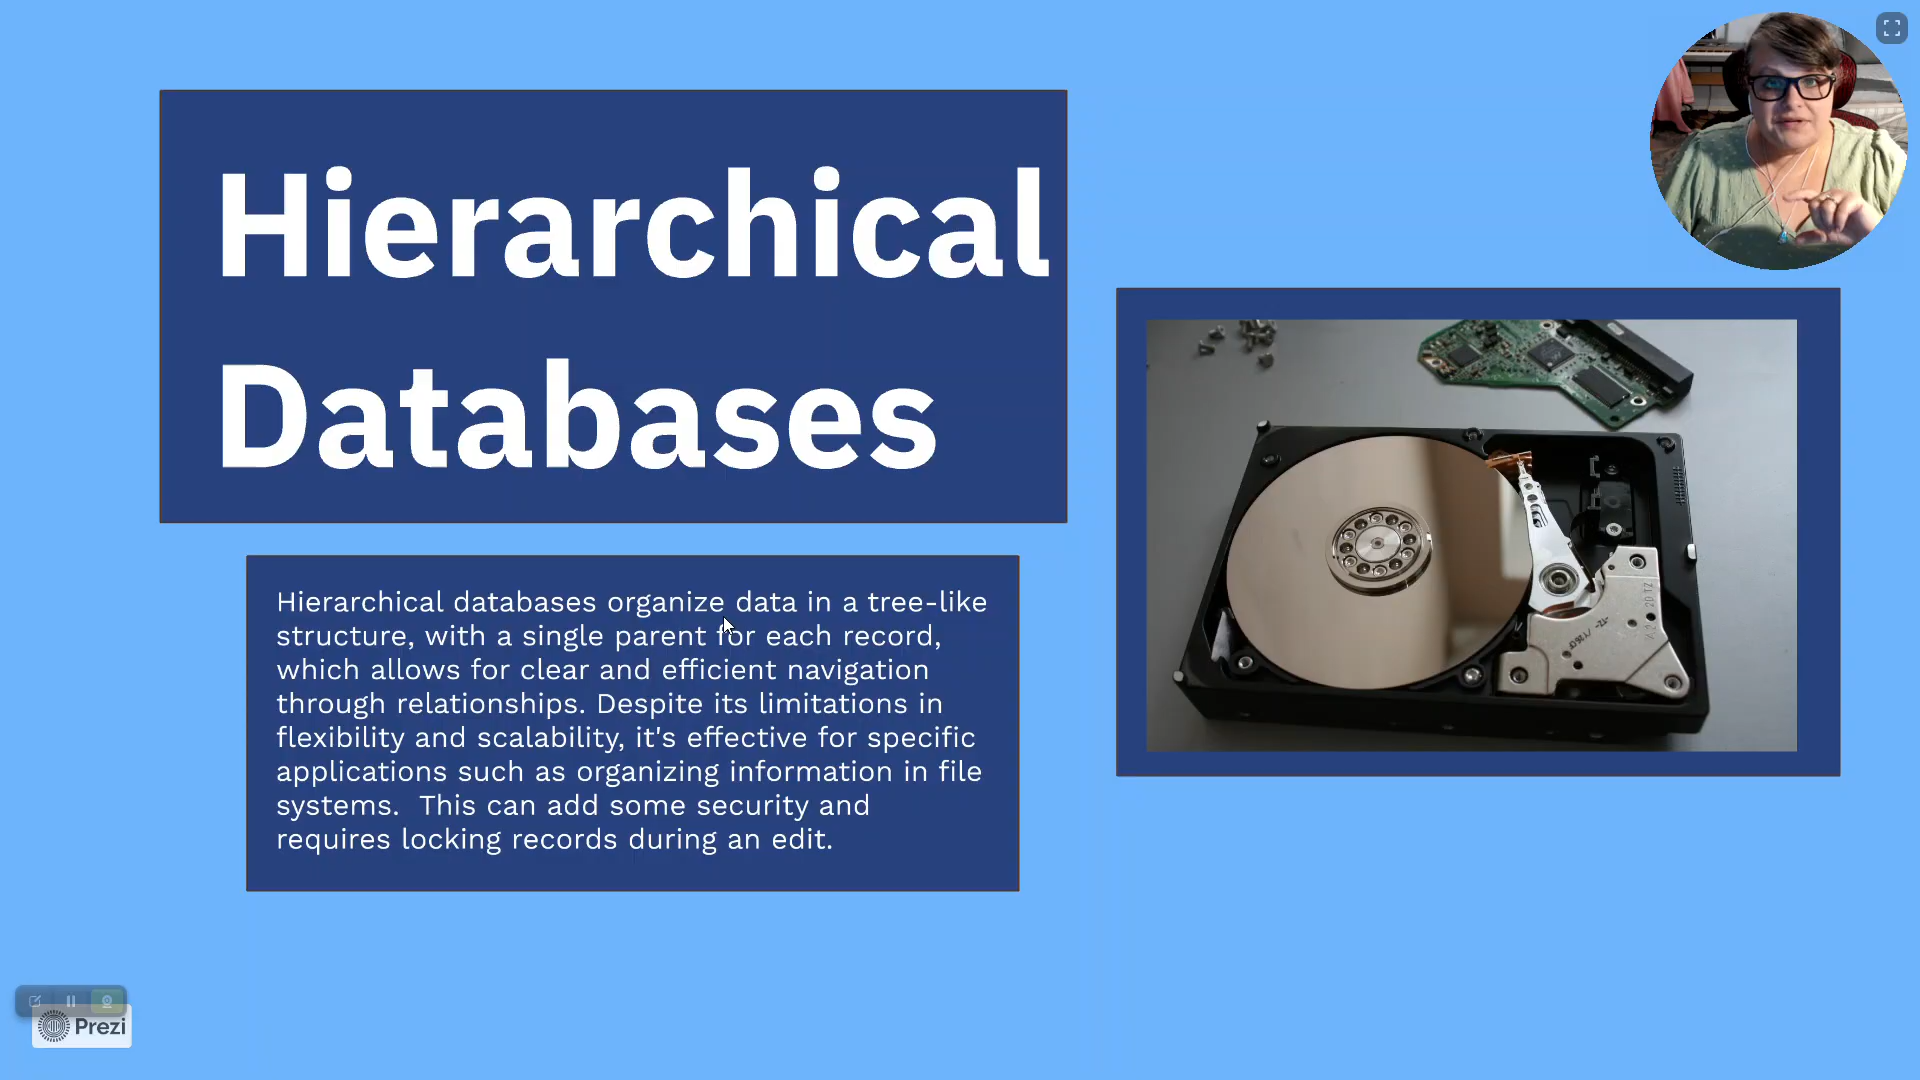 Hierarchical
Databases
Hierarchical databases organize data in a tree-like
structure, with a single parent for each record,
which allows for clear and efficient navigation
through relationships. Despite its limitations in
flexibility and scalability, it's effective for specific
applications such as organizing information in file
systems.  This can add some security and
requires locking records during an edit.
Prezi